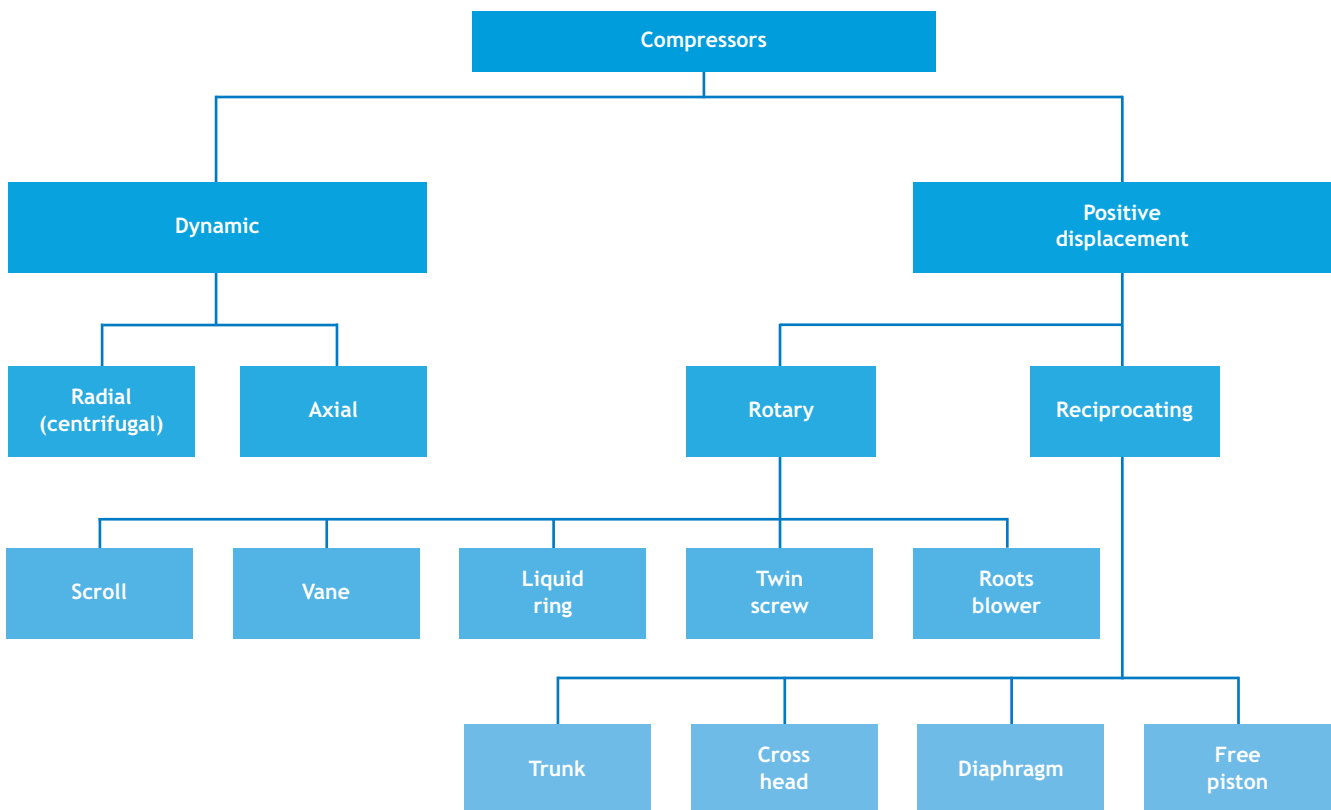 Compressors
Dynamic
Positive
displacement
Radial
(centrifugal)
Axial
Rotary
Reciprocating
Scroll
Vane
Liquid
ring
Twin
screw
Roots
blower
Trunk
Cross
head
Diaphragm
Free
piston